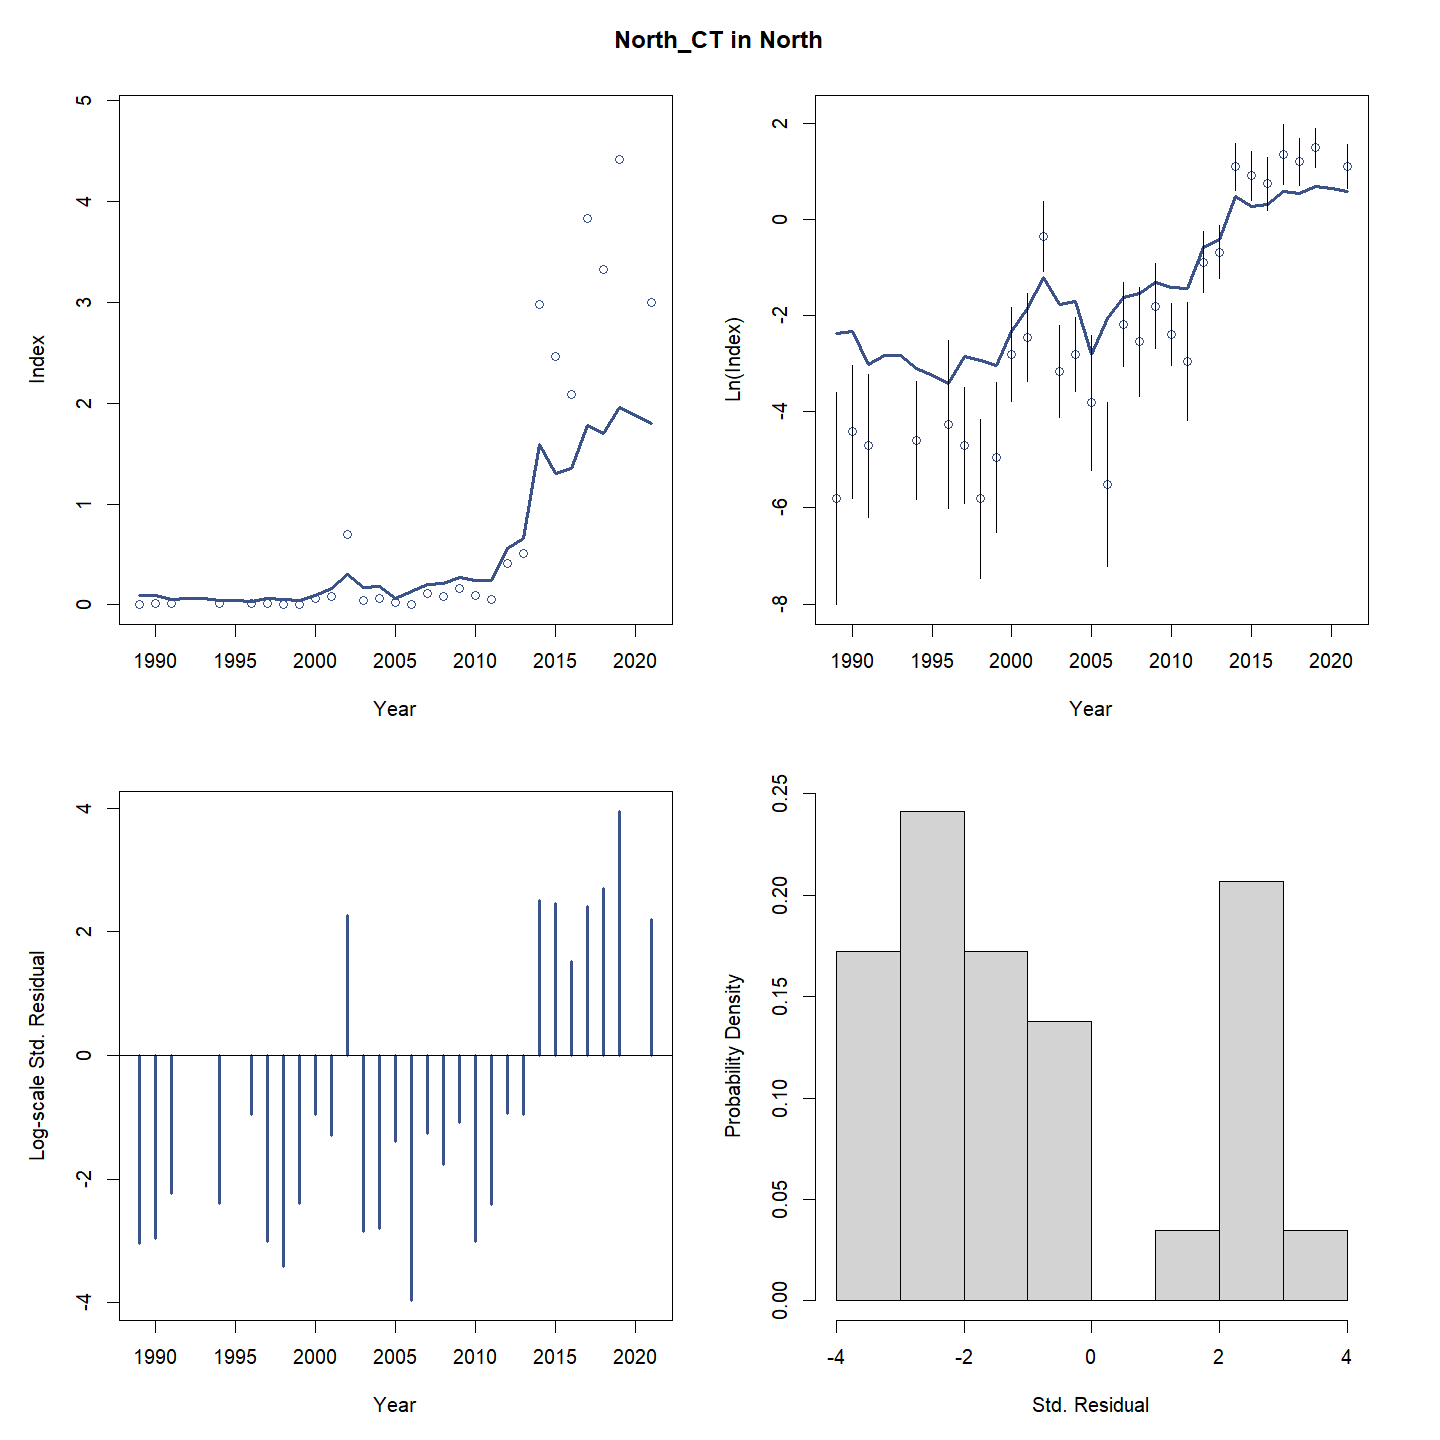 North_CT in North
Index
5
4
3
2
1
0
1990 1995 2000 2005 2010 2015 2020
Year
Ln(Index)
2
0
-2
-4
-6
-8
1990 1995 2000 2005 2010 2015 2020
Year
Log-scale Std. Residual
4
2
0
-2
-4
1990 1995 2000 2005 2010 2015 2020
Year
Probability Density
0.25
0.20
0.15
0.10
0.05
0.00
-4 -2 0 2 4
Std. Residual